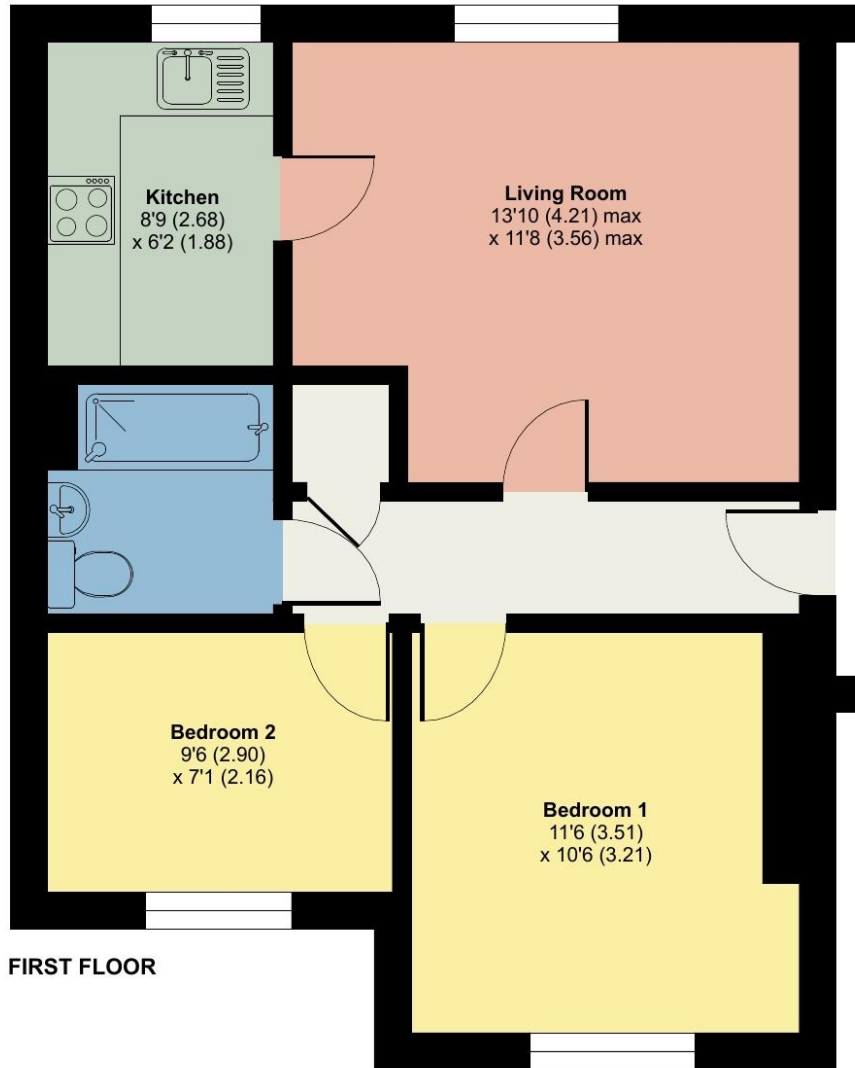 Kitchen
8'9 (2.68)
x 6'2 (1.88)
Living Room
13'10 (4.21) max
x 11'8 (3.56) max
Bedroom 2
9'6 (2.90)
x 7'1 (2.16)
Bedroom 1
11'6 (3.51)
x 10'6 (3.21)
FIRST FLOOR